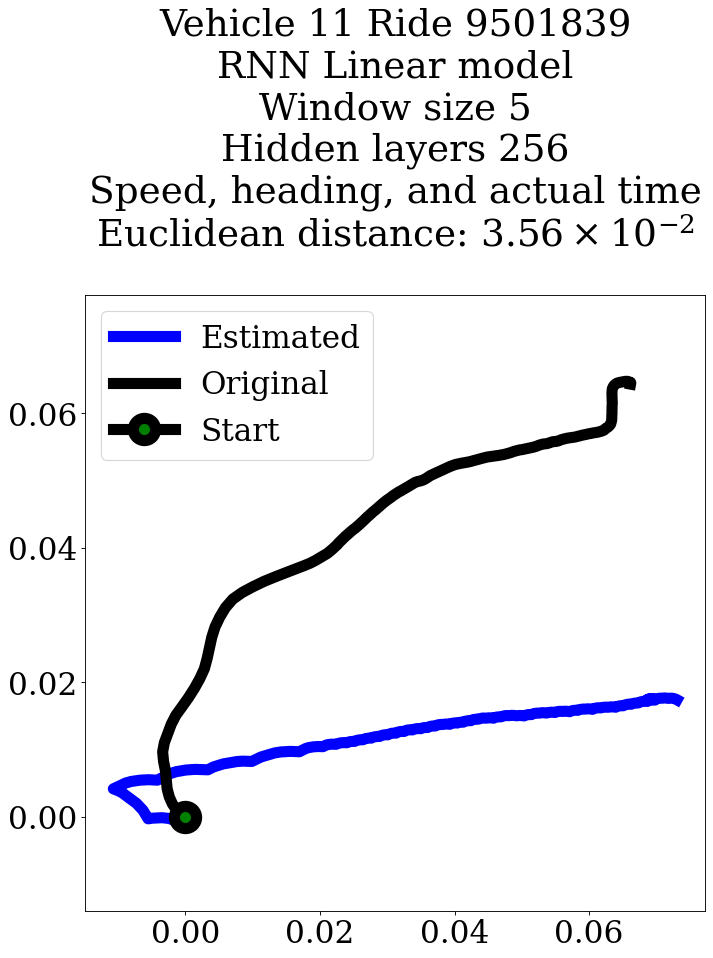 Vehicle 11 Ride 9501839
RNN Linear model
Window size 5
Hidden layers 256
Speed, heading, and actual time
Euclidean distance: 3.56 × 10⁻²
Estimated
Original
Start
0.06
0.04
0.02
0.00
0.00 0.02 0.04 0.06